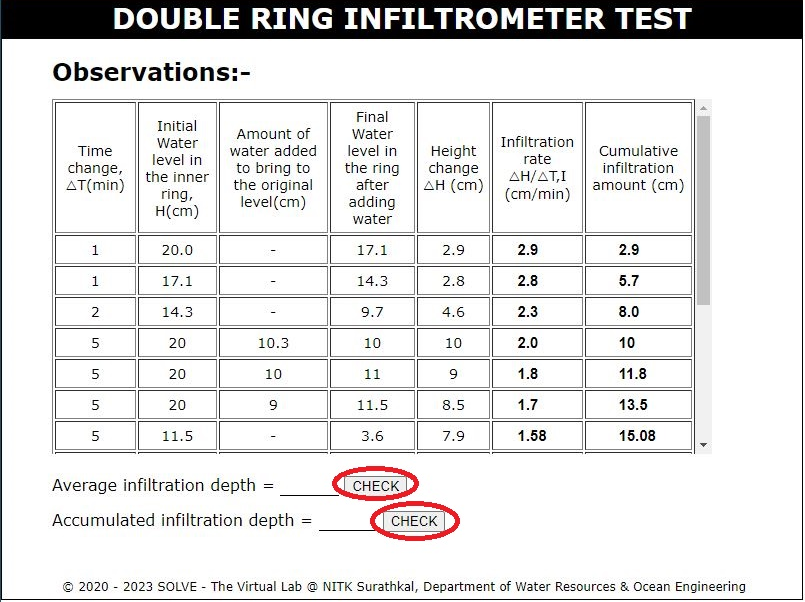 DOUBLE RING INFILTROMETER TEST
Observations:-
Time change, △T(min)
Initial Water level in the inner ring, H(cm)
Amount of water added to bring to the original level(cm)
Final Water level in the ring after adding water
Height change △H (cm)
Infiltration rate △H/△T,I (cm/min)
Cumulative infiltration amount (cm)
1 20.0 - 17.1 2.9 2.9 2.9
1 17.1 - 14.3 2.8 2.8 5.7
2 14.3 - 9.7 4.6 2.3 8.0
5 20 10.3 10 10 2.0 10
5 20 10 11 9 1.8 11.8
5 20 9 11.5 8.5 1.7 13.5
5 11.5 - 3.6 7.9 1.58 15.08
Average infiltration depth = ______ CHECK
Accumulated infiltration depth = ______ CHECK
© 2020 - 2023 SOLVE - The Virtual Lab @ NITK Surathkal, Department of Water Resources & Ocean Engineering